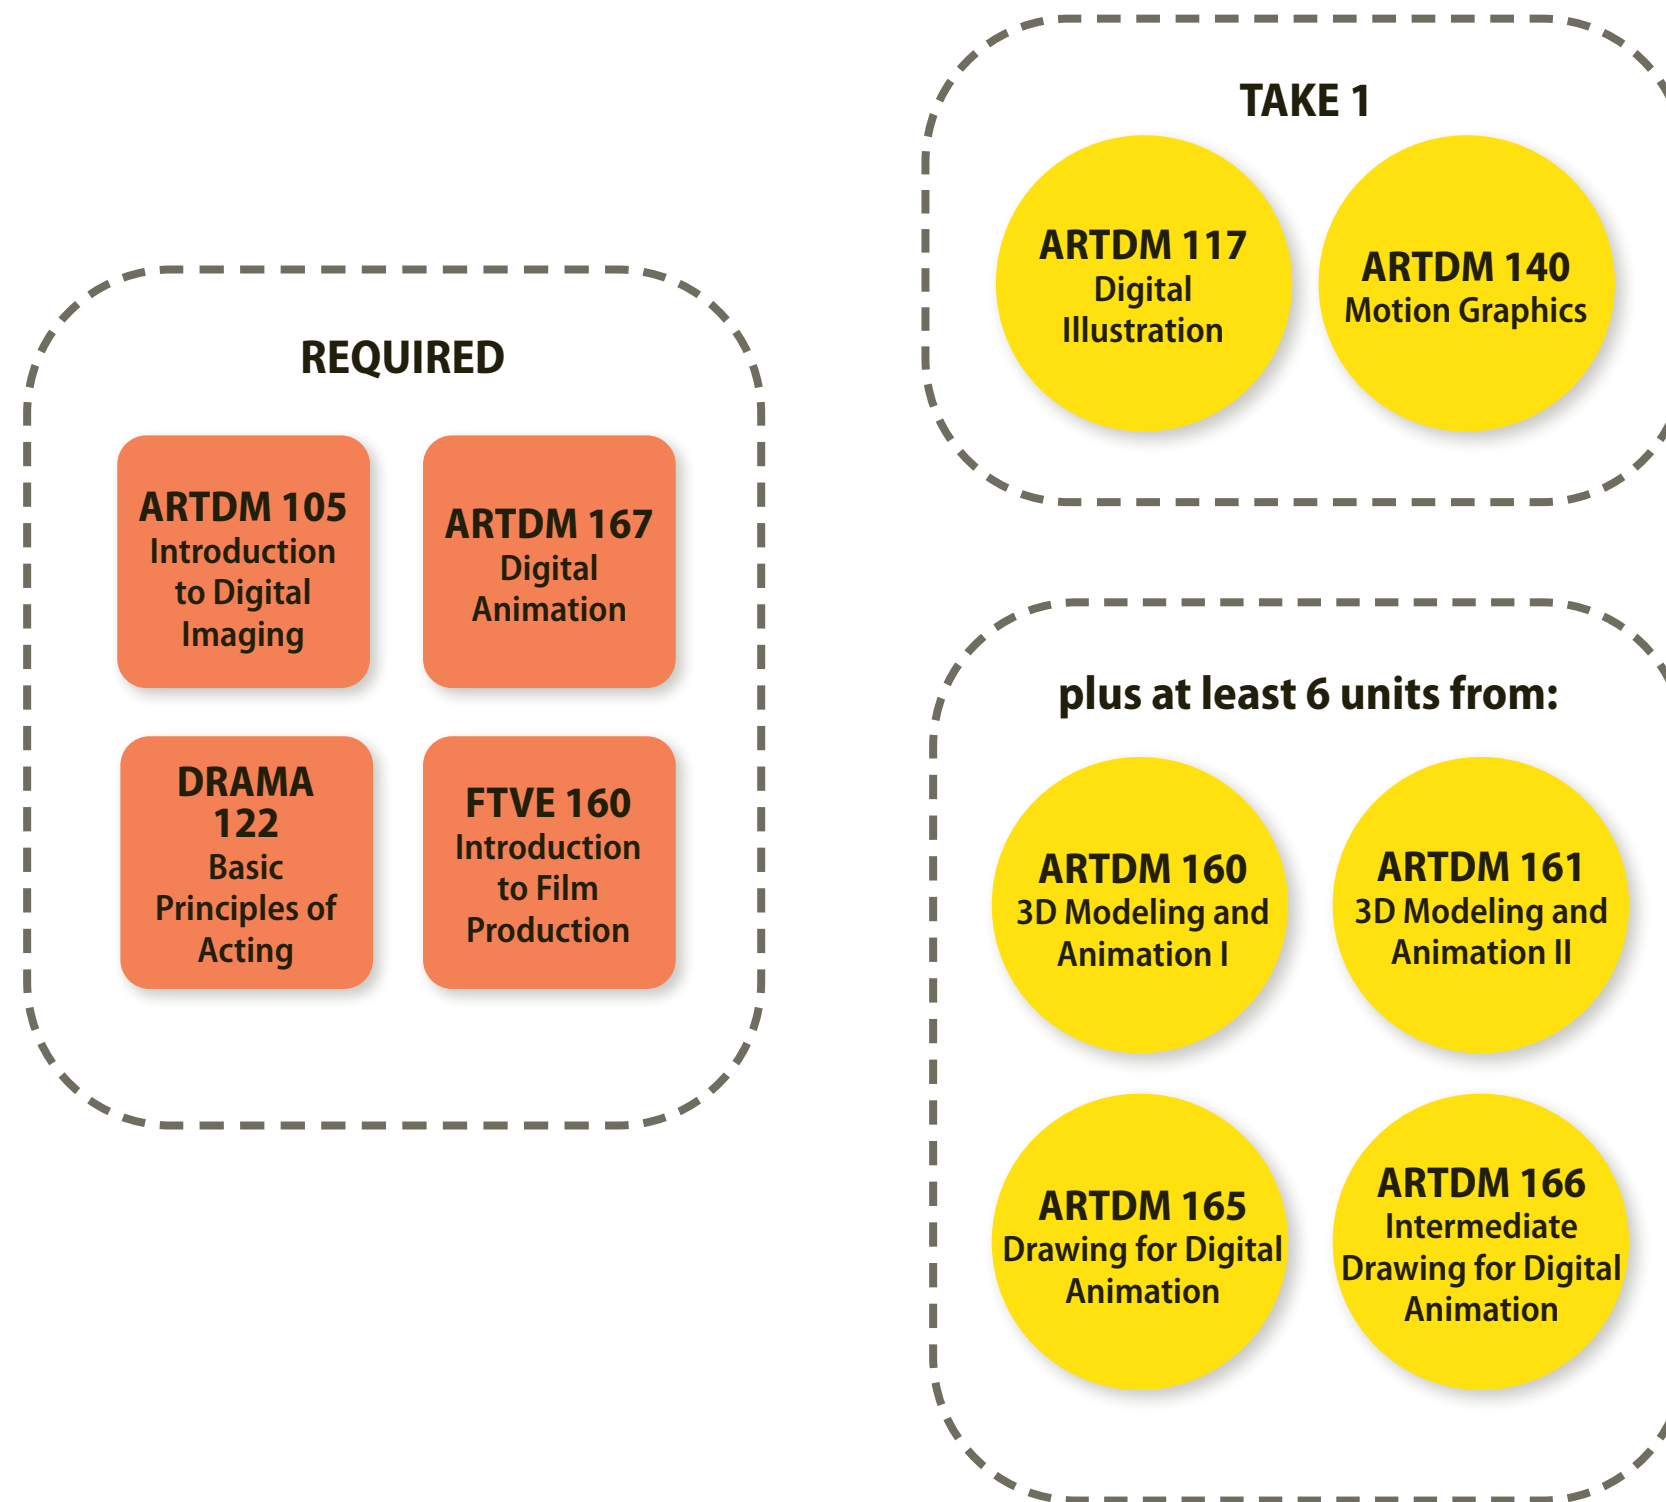 REQUIRED
ARTDM 105
Introduction
to Digital
Imaging
ARTDM 167
Digital
Animation
DRAMA
122
Basic
Principles of
Acting
FTVE 160
Introduction
to Film
Production
TAKE 1
ARTDM 117
Digital
Illustration
ARTDM 140
Motion Graphics
plus at least 6 units from:
ARTDM 160
3D Modeling and
Animation I
ARTDM 161
3D Modeling and
Animation II
ARTDM 165
Drawing for Digital
Animation
ARTDM 166
Intermediate
Drawing for Digital
Animation